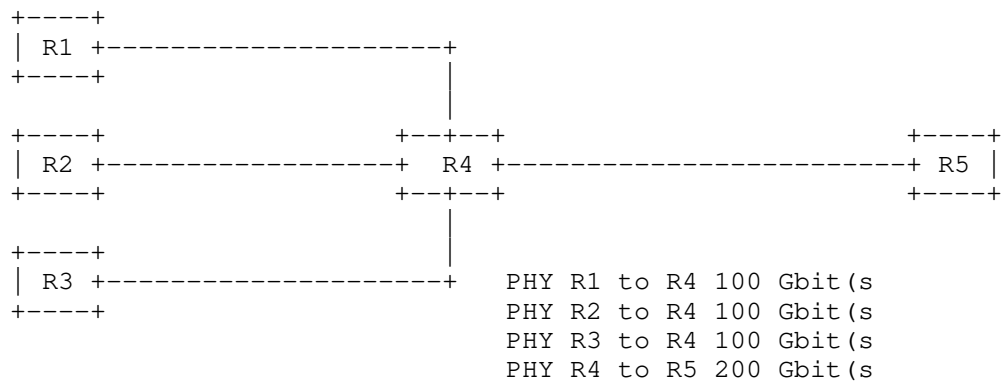 R1
R2 R4 R5
R3
PHY R1 to R4 100 Gbit(s
PHY R2 to R4 100 Gbit(s
PHY R3 to R4 100 Gbit(s
PHY R4 to R5 200 Gbit(s